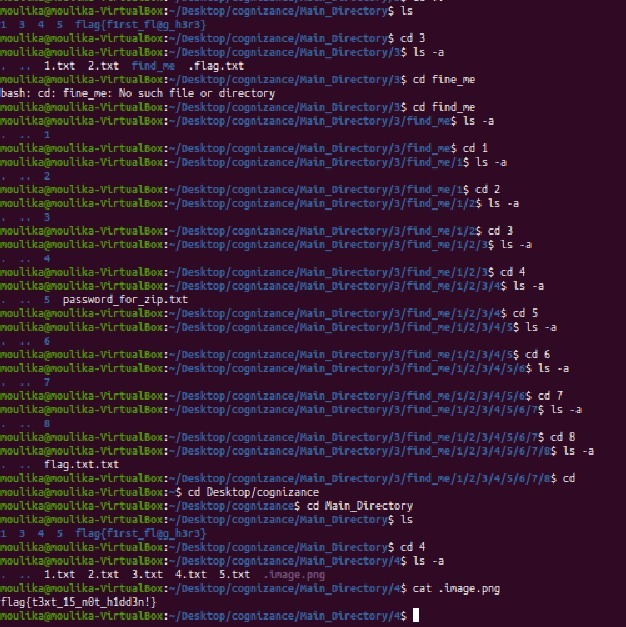 moulika@moulika-VirtualBox:~/Desktop/cognizance/Main_Directory$ ls
1 3 4 5 flag{f1rst_fl@g_h3r3}
moulika@moulika-VirtualBox:~/Desktop/cognizance/Main_Directory$ cd 3
moulika@moulika-VirtualBox:~/Desktop/cognizance/Main_Directory/3$ ls -a
. .. 1.txt 2.txt find_me .flag.txt
moulika@moulika-VirtualBox:~/Desktop/cognizance/Main_Directory/3$ cd fine_me
bash: cd: fine_me: No such file or directory
moulika@moulika-VirtualBox:~/Desktop/cognizance/Main_Directory/3$ cd find_me
moulika@moulika-VirtualBox:~/Desktop/cognizance/Main_Directory/3/find_me$ ls -a
. .. 1
moulika@moulika-VirtualBox:~/Desktop/cognizance/Main_Directory/3/find_me$ cd 1
moulika@moulika-VirtualBox:~/Desktop/cognizance/Main_Directory/3/find_me/1$ ls -a
. .. 2
moulika@moulika-VirtualBox:~/Desktop/cognizance/Main_Directory/3/find_me/1$ cd 2
moulika@moulika-VirtualBox:~/Desktop/cognizance/Main_Directory/3/find_me/1/2$ ls -a
. .. 3
moulika@moulika-VirtualBox:~/Desktop/cognizance/Main_Directory/3/find_me/1/2$ cd 3
moulika@moulika-VirtualBox:~/Desktop/cognizance/Main_Directory/3/find_me/1/2/3$ ls -a
. .. 4
moulika@moulika-VirtualBox:~/Desktop/cognizance/Main_Directory/3/find_me/1/2/3$ cd 4
moulika@moulika-VirtualBox:~/Desktop/cognizance/Main_Directory/3/find_me/1/2/3/4$ ls -a
. .. 5 password_for_zip.txt
moulika@moulika-VirtualBox:~/Desktop/cognizance/Main_Directory/3/find_me/1/2/3/4$ cd 5
moulika@moulika-VirtualBox:~/Desktop/cognizance/Main_Directory/3/find_me/1/2/3/4/5$ ls -a
. .. 6
moulika@moulika-VirtualBox:~/Desktop/cognizance/Main_Directory/3/find_me/1/2/3/4/5$ cd 6
moulika@moulika-VirtualBox:~/Desktop/cognizance/Main_Directory/3/find_me/1/2/3/4/5/6$ ls -a
. .. 7
moulika@moulika-VirtualBox:~/Desktop/cognizance/Main_Directory/3/find_me/1/2/3/4/5/6$ cd 7
moulika@moulika-VirtualBox:~/Desktop/cognizance/Main_Directory/3/find_me/1/2/3/4/5/6/7$ ls -a
. .. 8
moulika@moulika-VirtualBox:~/Desktop/cognizance/Main_Directory/3/find_me/1/2/3/4/5/6/7$ cd 8
moulika@moulika-VirtualBox:~/Desktop/cognizance/Main_Directory/3/find_me/1/2/3/4/5/6/7/8$ ls -a
. .. flag.txt.txt
moulika@moulika-VirtualBox:~/Desktop/cognizance/Main_Directory/3/find_me/1/2/3/4/5/6/7/8$ cd
moulika@moulika-VirtualBox:~$ cd Desktop/cognizance
moulika@moulika-VirtualBox:~/Desktop/cognizance$ cd Main_Directory
moulika@moulika-VirtualBox:~/Desktop/cognizance/Main_Directory$ ls
1 3 4 5 flag{f1rst_fl@g_h3r3}
moulika@moulika-VirtualBox:~/Desktop/cognizance/Main_Directory$ cd 4
moulika@moulika-VirtualBox:~/Desktop/cognizance/Main_Directory/4$ ls -a
. .. 1.txt 2.txt 3.txt 4.txt 5.txt .image.png
moulika@moulika-VirtualBox:~/Desktop/cognizance/Main_Directory/4$ cat .image.png
flag{t3xt_15_n0t_h1dd3n!}
moulika@moulika-VirtualBox:~/Desktop/cognizance/Main_Directory/4$